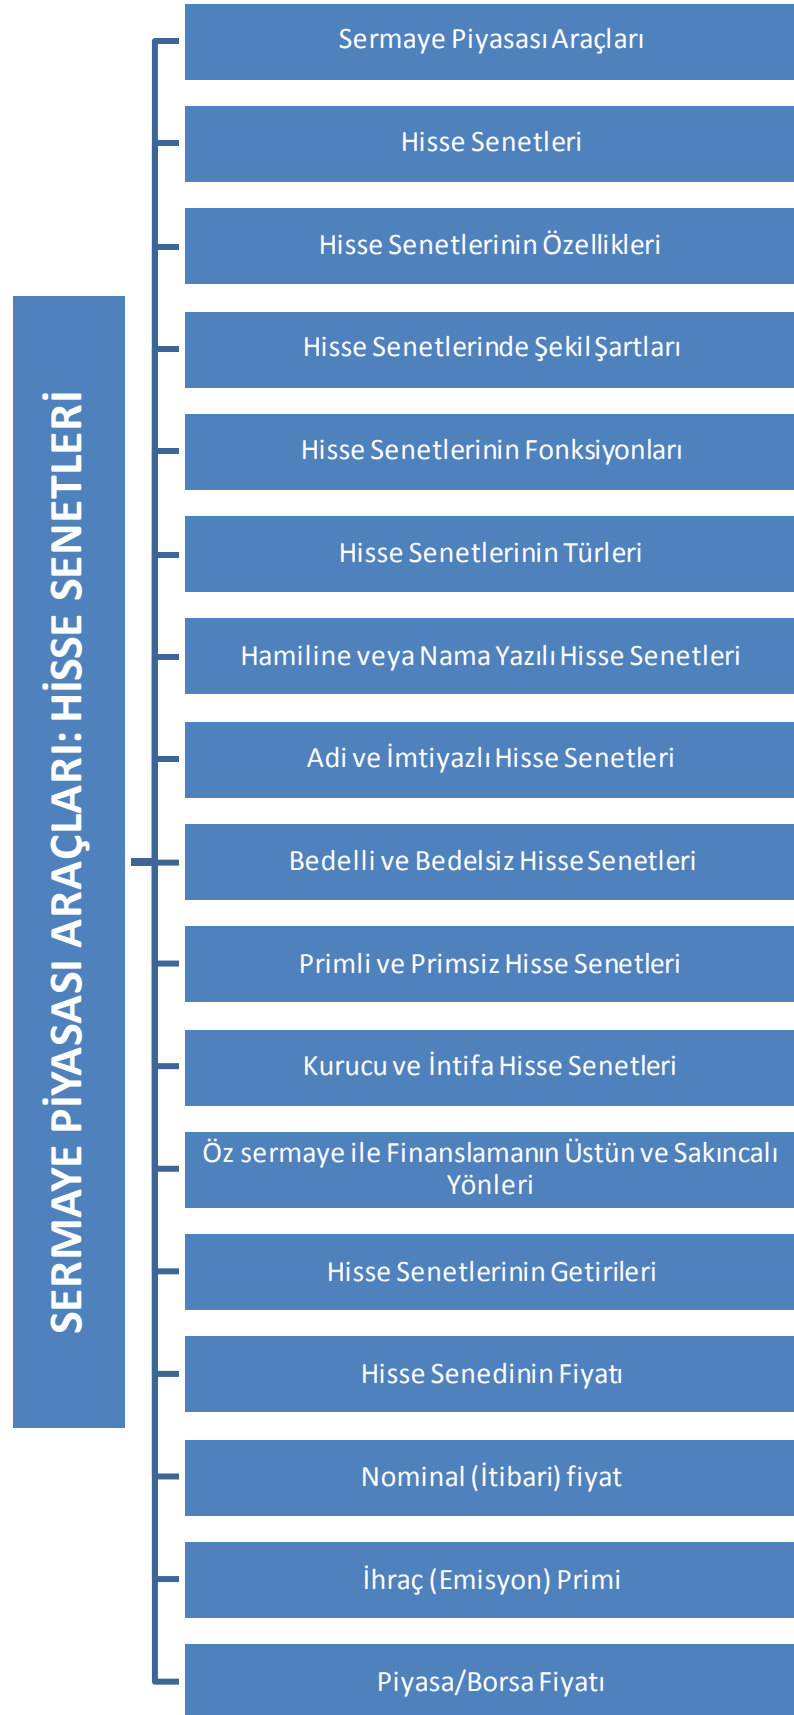 SERMAYE PİYASASI ARAÇLARI: HİSSE SENETLERİ
Sermaye Piyasası Araçları
Hisse Senetleri
Hisse Senetlerinin Özellikleri
Hisse Senetlerinde Şekil Şartları
Hisse Senetlerinin Fonksiyonları
Hisse Senetlerinin Türleri
Hamiline veya Nama Yazılı Hisse Senetleri
Adi ve İmtiyazlı Hisse Senetleri
Bedelli ve Bedelsiz Hisse Senetleri
Primli ve Primsiz Hisse Senetleri
Kurucu ve İntifa Hisse Senetleri
Öz sermaye ile Finanslamanın Üstün ve Sakıncalı
Yönleri
Hisse Senetlerinin Getirileri
Hisse Senedinin Fiyatı
Nominal (İtibari) fiyat
İhraç (Emisyon) Primi
Piyasa/Borsa Fiyatı